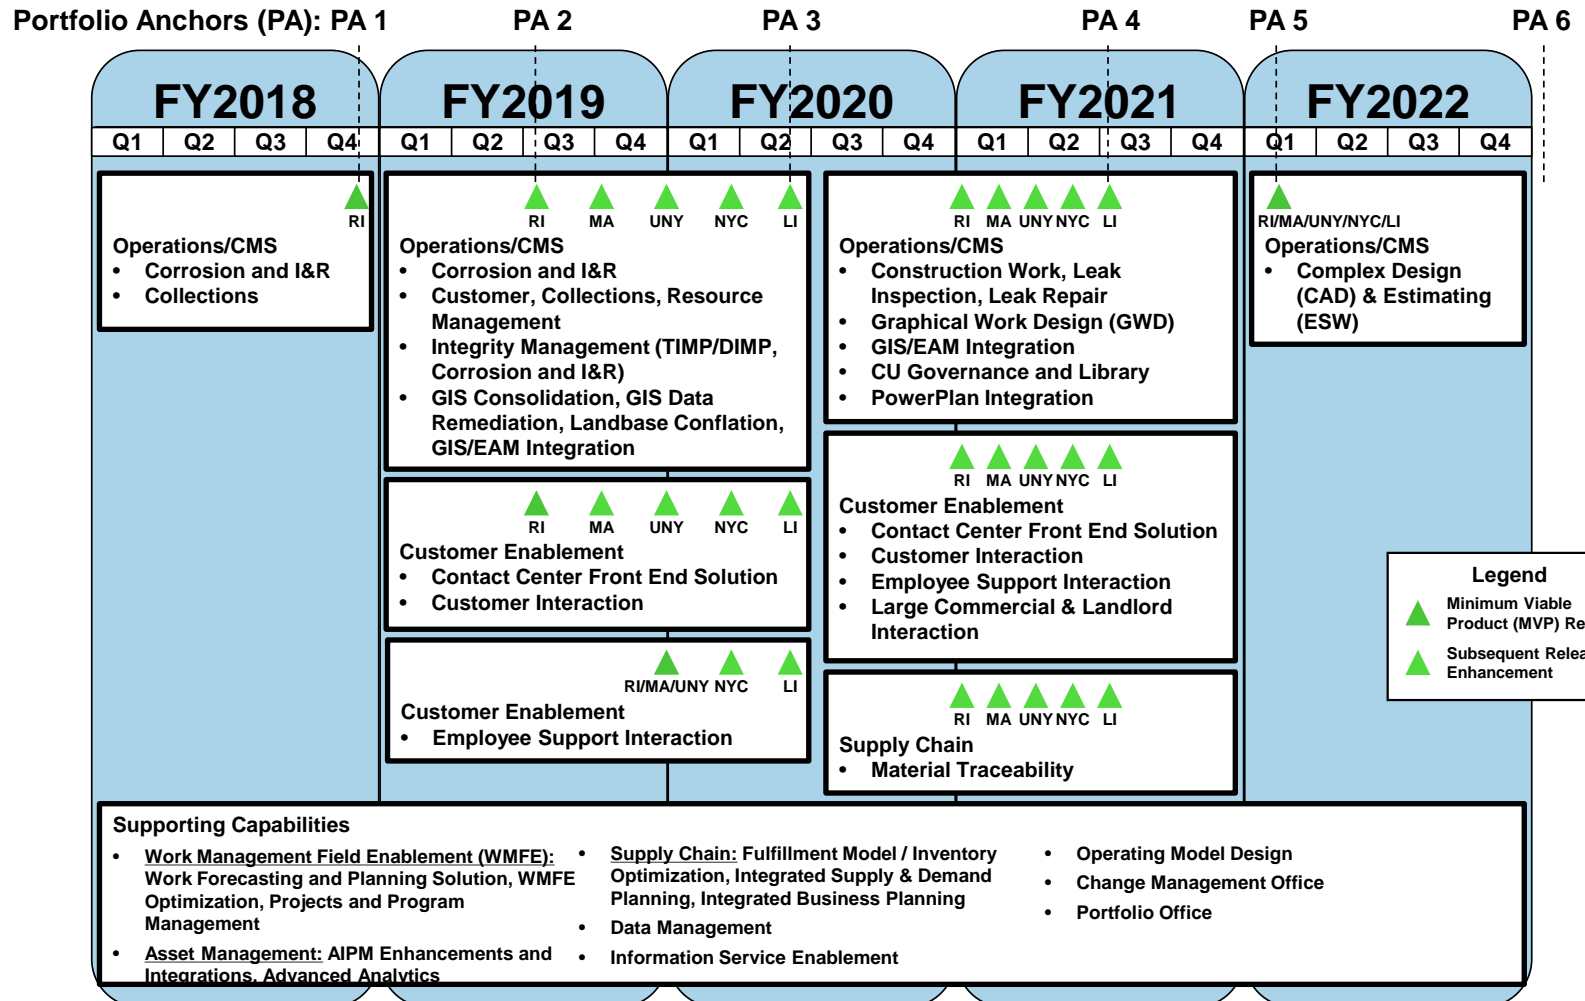 Portfolio Anchors (PA): PA 1 PA 2 PA 3 PA 4 PA 5 PA 6
FY2018 FY2019 FY2020 FY2021 FY2022
Q1 Q2 Q3 Q4 Q1 Q2 Q3 Q4 Q1 Q2 Q3 Q4 Q1 Q2 Q3 Q4 Q1 Q2 Q3 Q4
RI
Operations/CMS
• Corrosion and I&R
• Collections
RI MA UNY NYC LI
Operations/CMS
• Corrosion and I&R
• Customer, Collections, Resource
Management
• Integrity Management (TIMP/DIMP,
Corrosion and I&R)
• GIS Consolidation, GIS Data
Remediation, Landbase Conflation,
GIS/EAM Integration
RI MA UNY NYC LI
Customer Enablement
• Contact Center Front End Solution
• Customer Interaction
RI/MA/UNY NYC LI
Customer Enablement
• Employee Support Interaction
RI MA UNY NYC LI
Operations/CMS
• Construction Work, Leak
Inspection, Leak Repair
• Graphical Work Design (GWD)
• GIS/EAM Integration
• CU Governance and Library
• PowerPlan Integration
RI MA UNY NYC LI
Customer Enablement
• Contact Center Front End Solution
• Customer Interaction
• Employee Support Interaction
• Large Commercial & Landlord
Interaction
RI MA UNY NYC LI
Supply Chain
• Material Traceability
RI/MA/UNY/NYC/LI
Operations/CMS
• Complex Design
(CAD) & Estimating
(ESW)
Legend
Minimum Viable
Product (MVP) Re
Subsequent Relea
Enhancement
Supporting Capabilities
• Work Management Field Enablement (WMFE):
Work Forecasting and Planning Solution, WMFE
Optimization, Projects and Program
Management
• Asset Management: AIPM Enhancements and
Integrations, Advanced Analytics
• Supply Chain: Fulfillment Model / Inventory
Optimization, Integrated Supply & Demand
Planning, Integrated Business Planning
• Data Management
• Information Service Enablement
• Operating Model Design
• Change Management Office
• Portfolio Office